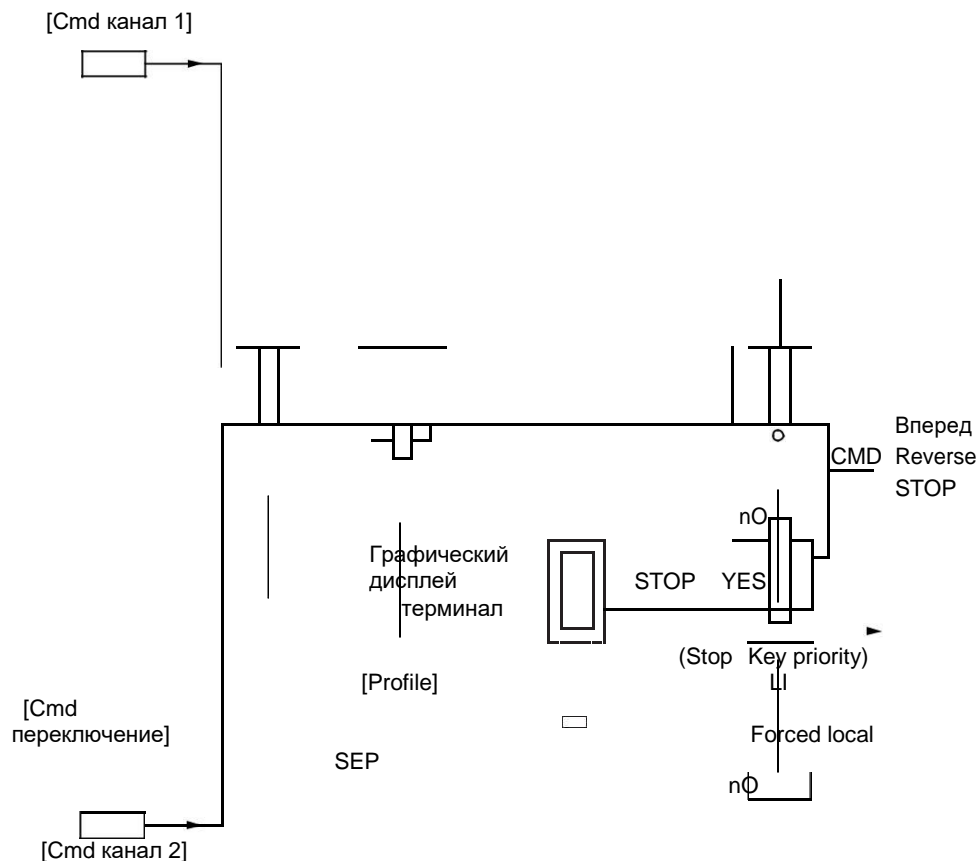 [Cmd канал 1]
Вперед
CMD Reverse
STOP
nO
Графический
дисплей
терминал
STOP YES
(Stop Key priority)
LI
[Profile]
[Cmd
переключение]
Forced local
SEP
nO
[Cmd канал 2]